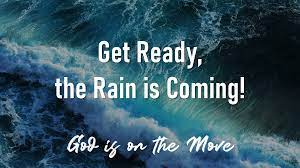 Get Ready,
the Rain is Coming!
God is on the Move